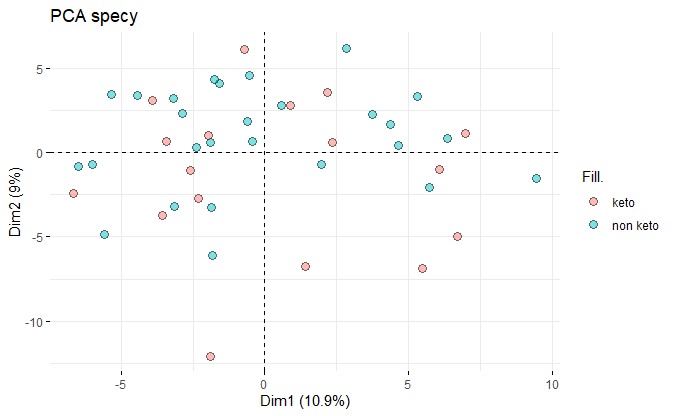 PCA specy
5
0
-5
-10
Dim2 (9%)
-5
0
5
10
Dim1 (10.9%)
Fill.
keto
non keto